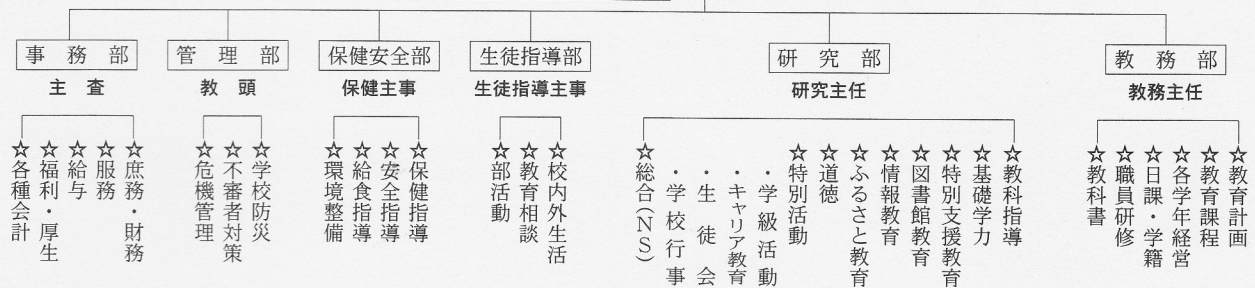 教務部
教務主任
☆教育計画
☆教育課程
☆各学年経営
☆日課・学籍
☆職員研修
☆教科書
研究部
研究主任
☆教科指導
☆基礎学力
☆特別支援教育
☆図書館教育
☆情報教育
☆ふるさと教育
☆道徳
☆特別活動
・学級活動
・キャリア教育
・生徒会
・学校行事
☆総合(NS)
生徒指導部
生徒指導主事
☆校内外生活
☆教育相談
☆部活動
保健安全部
保健主事
☆保健指導
☆安全指導
☆給食指導
☆環境整備
管理部
教頭
☆学校防災
☆不審者対策
☆危機管理
事務部
主査
☆庶務・財務
☆服務
☆給与
☆福利・厚生
☆各種会計